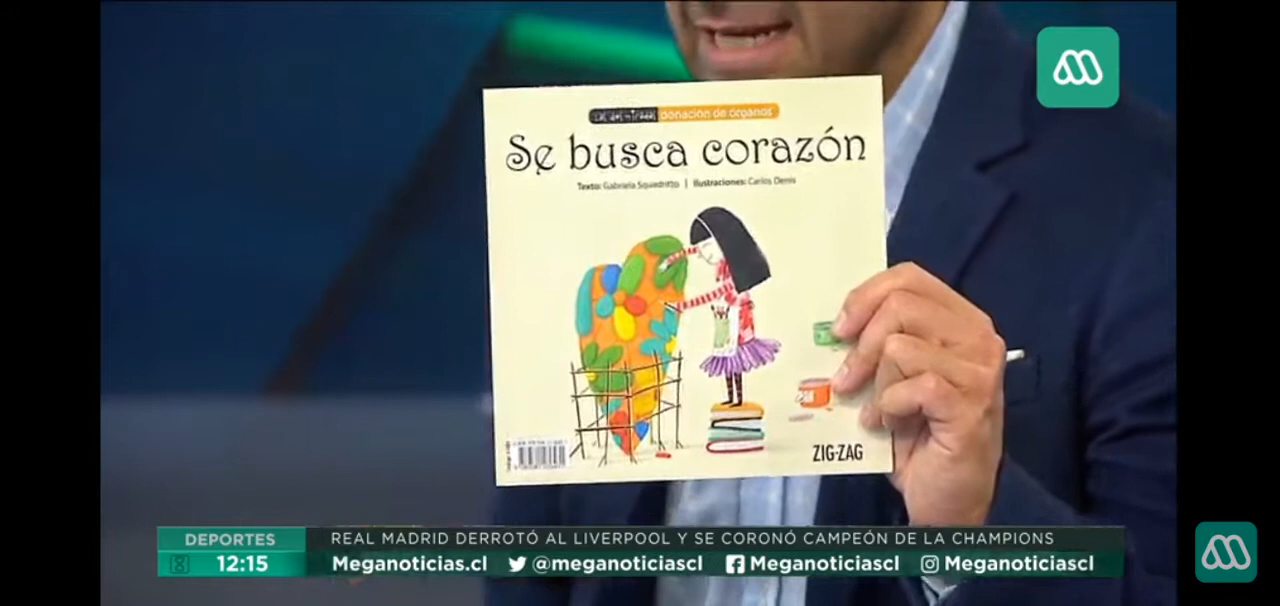 donación de órganos
Se busca corazón
Texto: Gabriela Squadritto | Ilustraciones: Carlos Denis
ZIG-ZAG
DEPORTES
REAL MADRID DERROTÓ AL LIVERPOOL Y SE CORONÓ CAMPEÓN DE LA CHAMPIONS
12:15
Meganoticias.cl @meganoticiascl Meganoticiascl Meganoticiascl